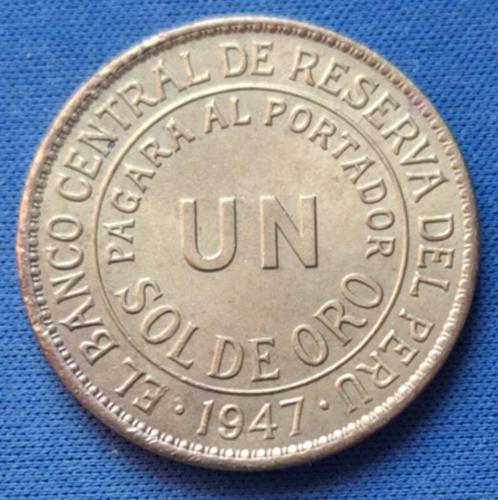 EL BANCO CENTRAL DE RESERVA DEL PERU
PAGARA AL PORTADOR
UN
SOL DE ORO
· 1947 ·